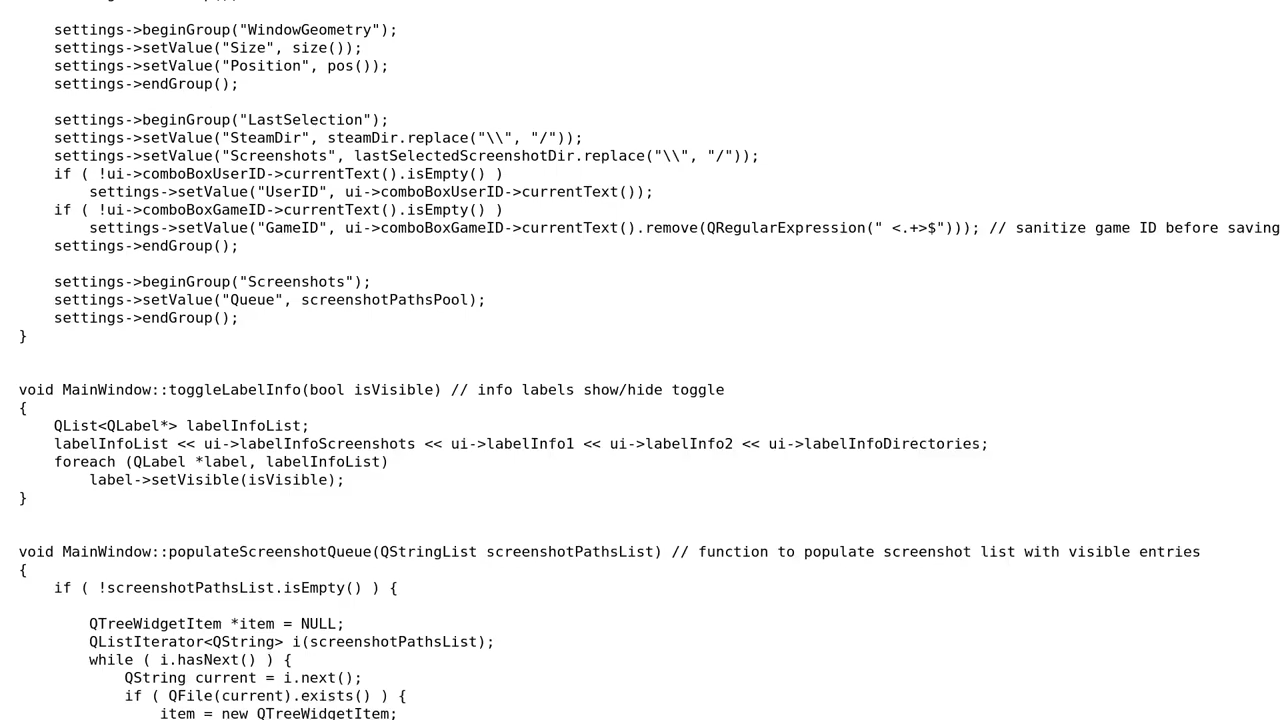 settings->beginGroup("WindowGeometry");
    settings->setValue("Size", size());
    settings->setValue("Position", pos());
    settings->endGroup();

    settings->beginGroup("LastSelection");
    settings->setValue("SteamDir", steamDir.replace("\\", "/"));
    settings->setValue("Screenshots", lastSelectedScreenshotDir.replace("\\", "/"));
    if ( !ui->comboBoxUserID->currentText().isEmpty() )
        settings->setValue("UserID", ui->comboBoxUserID->currentText());
    if ( !ui->comboBoxGameID->currentText().isEmpty() )
        settings->setValue("GameID", ui->comboBoxGameID->currentText().remove(QRegularExpression(" <.+>$"))); // sanitize game ID before saving
    settings->endGroup();

    settings->beginGroup("Screenshots");
    settings->setValue("Queue", screenshotPathsPool);
    settings->endGroup();
}


void MainWindow::toggleLabelInfo(bool isVisible) // info labels show/hide toggle
{
    QList<QLabel*> labelInfoList;
    labelInfoList << ui->labelInfoScreenshots << ui->labelInfo1 << ui->labelInfo2 << ui->labelInfoDirectories;
    foreach (QLabel *label, labelInfoList)
        label->setVisible(isVisible);
}


void MainWindow::populateScreenshotQueue(QStringList screenshotPathsList) // function to populate screenshot list with visible entries
{
    if ( !screenshotPathsList.isEmpty() ) {

        QTreeWidgetItem *item = NULL;
        QListIterator<QString> i(screenshotPathsList);
        while ( i.hasNext() ) {
            QString current = i.next();
            if ( QFile(current).exists() ) {
                item = new QTreeWidgetItem;